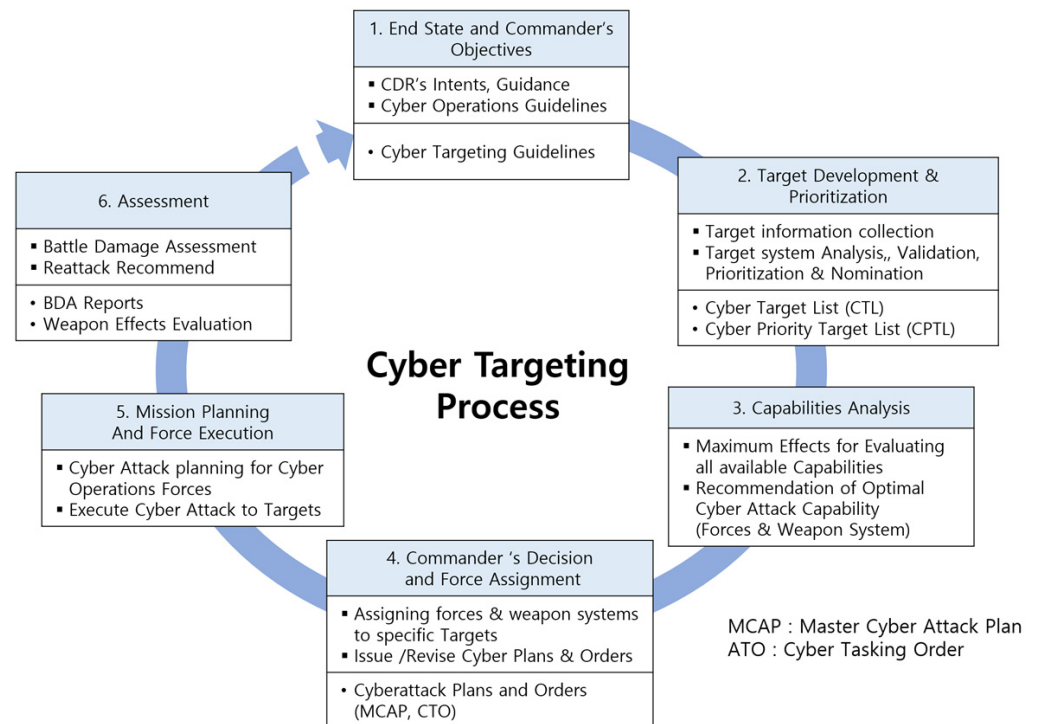 1. End State and Commander's
Objectives
▪ CDR's Intents, Guidance
▪ Cyber Operations Guidelines
• Cyber Targeting Guidelines
2. Target Development &
Prioritization
▪ Target information collection
▪ Target system Analysis,, Validation,
Prioritization & Nomination
• Cyber Target List (CTL)
• Cyber Priority Target List (CPTL)
3. Capabilities Analysis
▪ Maximum Effects for Evaluating
all available Capabilities
▪ Recommendation of Optimal
Cyber Attack Capability
(Forces & Weapon System)
4. Commander 's Decision
and Force Assignment
▪ Assigning forces & weapon systems
to specific Targets
▪ Issue /Revise Cyber Plans & Orders
• Cyberattack Plans and Orders
(MCAP, CTO)
5. Mission Planning
And Force Execution
▪ Cyber Attack planning for Cyber
Operations Forces
▪ Execute Cyber Attack to Targets
6. Assessment
▪ Battle Damage Assessment
▪ Reattack Recommend
• BDA Reports
• Weapon Effects Evaluation
Cyber Targeting
Process
MCAP : Master Cyber Attack Plan
ATO : Cyber Tasking Order